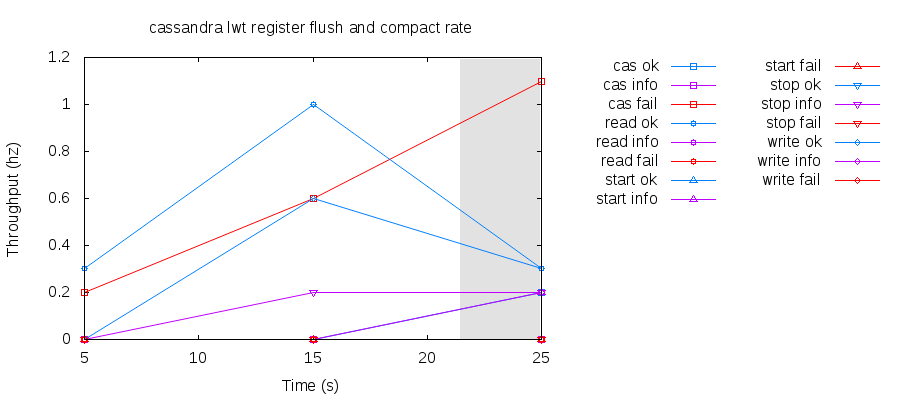 cassandra lwt register flush and compact rate
1.2
1
0.8
0.6
0.4
0.2
0
5
10
15
20
25
Throughput (hz)
Time (s)
cas ok
cas info
cas fail
read ok
read info
read fail
start ok
start info
start fail
stop ok
stop info
stop fail
write ok
write info
write fail